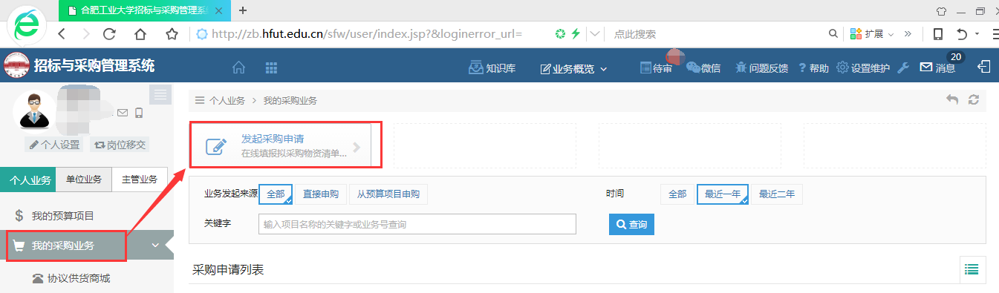 合肥工业大学招标与采购管理系统
http://zb.hfut.edu.cn/sfw/user/index.jsp?&loginerror_url=
点此搜索
扩展
招标与采购管理系统
知识库
业务概览
待审
微信
问题反馈
? 帮助
设置维护
消息
20
个人业务 > 我的采购业务
个人设置
岗位移交
发起采购申请
在线填报拟采购物资清单...
个人业务
单位业务
主管业务
业务发起来源 全部 直接申购 从预算项目申购
时间 全部 最近一年 最近二年
$ 我的预算项目
关键字 输入项目名称的关键字或业务号查询 查询
我的采购业务
采购申请列表
协议供货商城